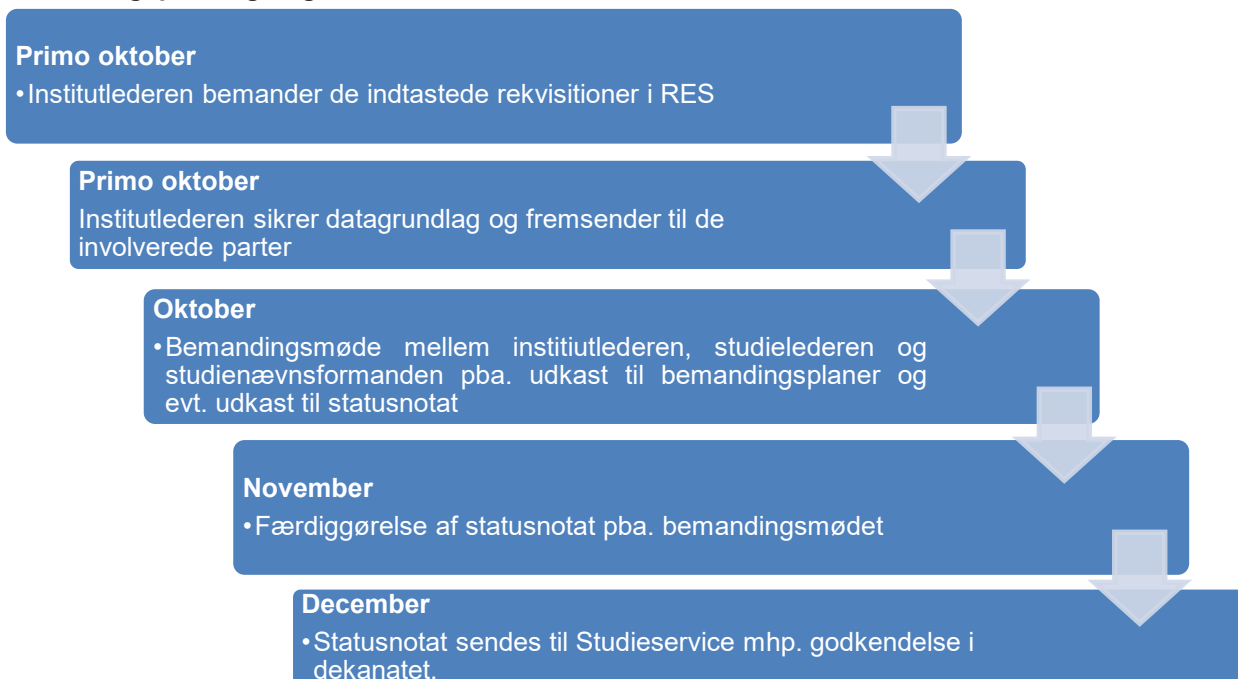 Primo oktober
•Institutlederen bemander de indtastede rekvisitioner i RES
Primo oktober
Institutlederen sikrer datagrundlag og fremsender til de
involverede parter
Oktober
•Bemandingsmøde mellem institiutlederen, studielederen og
studienævnsformanden pba. udkast til bemandingsplaner og
evt. udkast til statusnotat
November
•Færdiggørelse af statusnotat pba. bemandingsmødet
December
•Statusnotat sendes til Studieservice mhp. godkendelse i
dekanatet.